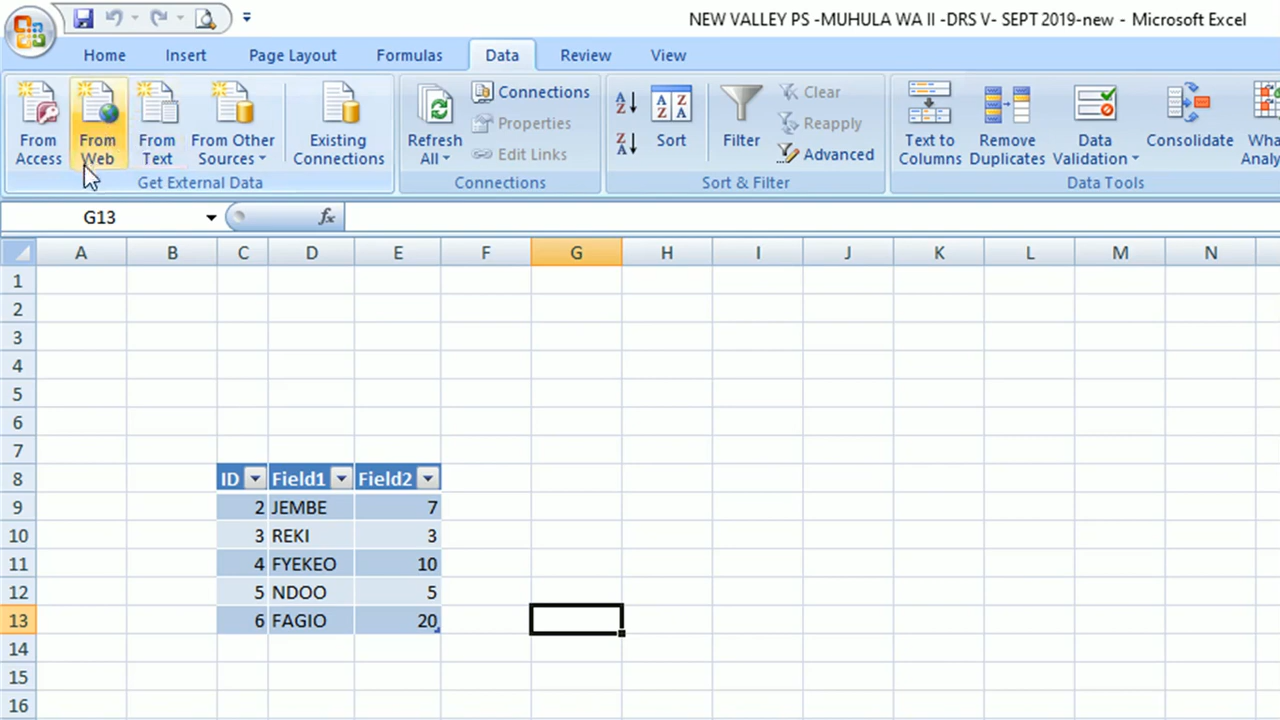 NEW VALLEY PS -MUHULA WA II -DRS V- SEPT 2019-new - Microsoft Excel
Home Insert Page Layout Formulas Data Review View
From Access
From Web
From Text
From Other Sources
Existing Connections
Get External Data
Refresh All
Connections
Properties
Edit Links
Connections
A Z
Z A
A Z Z A
Sort
Filter
Clear
Reapply
Advanced
Sort & Filter
Text to Columns
Remove Duplicates
Data Validation
Consolidate
Data Tools
G13 fx
A B C D E F G H I J K L M N
1
2
3
4
5
6
7
8 ID Field1 Field2
9 2 JEMBE 7
10 3 REKI 3
11 4 FYEKEO 10
12 5 NDOO 5
13 6 FAGIO 20
14
15
16